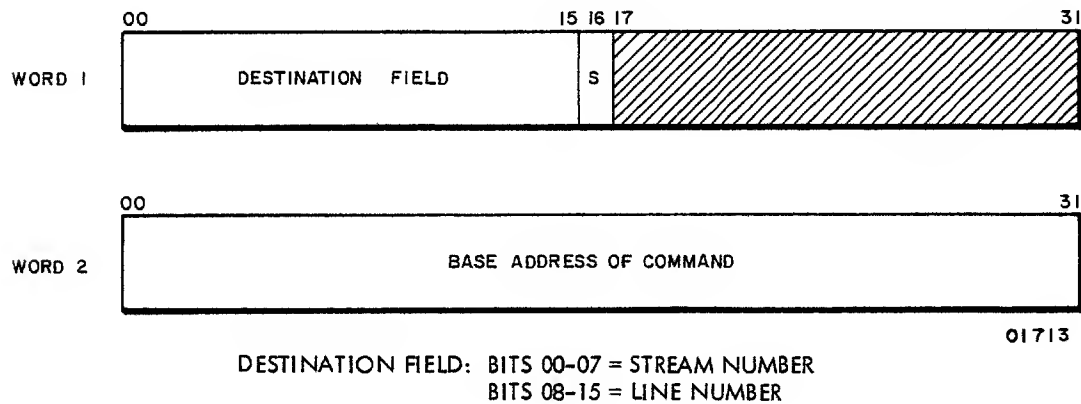 00 15 16 17 31
WORD 1 DESTINATION FIELD S
00 31
WORD 2 BASE ADDRESS OF COMMAND
01713
DESTINATION FIELD: BITS 00-07 = STREAM NUMBER
BITS 08-15 = LINE NUMBER